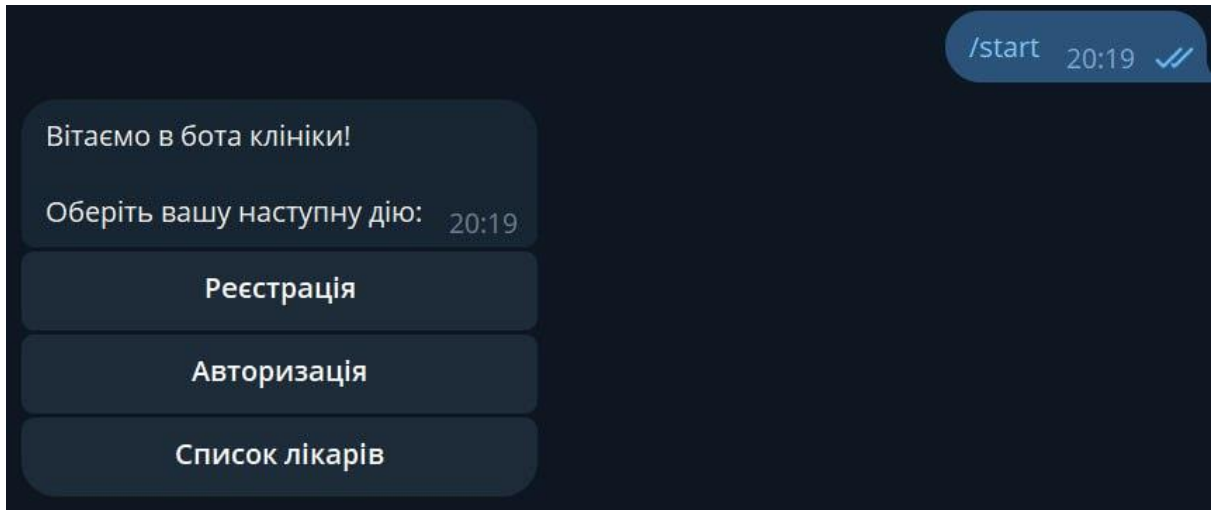 /start 20:19
Вітаємо в бота клініки!
Оберіть вашу наступну дію: 20:19
Реєстрація
Авторизація
Список лікарів